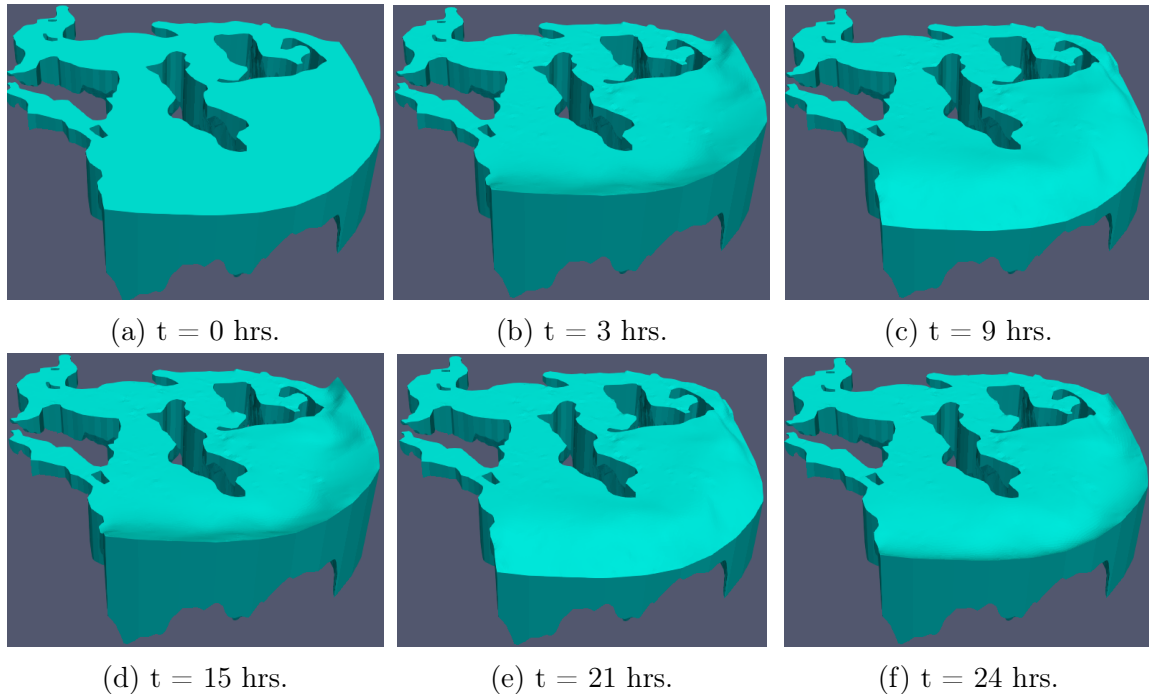 (a) t = 0 hrs.
(b) t = 3 hrs.
(c) t = 9 hrs.
(d) t = 15 hrs.
(e) t = 21 hrs.
(f) t = 24 hrs.